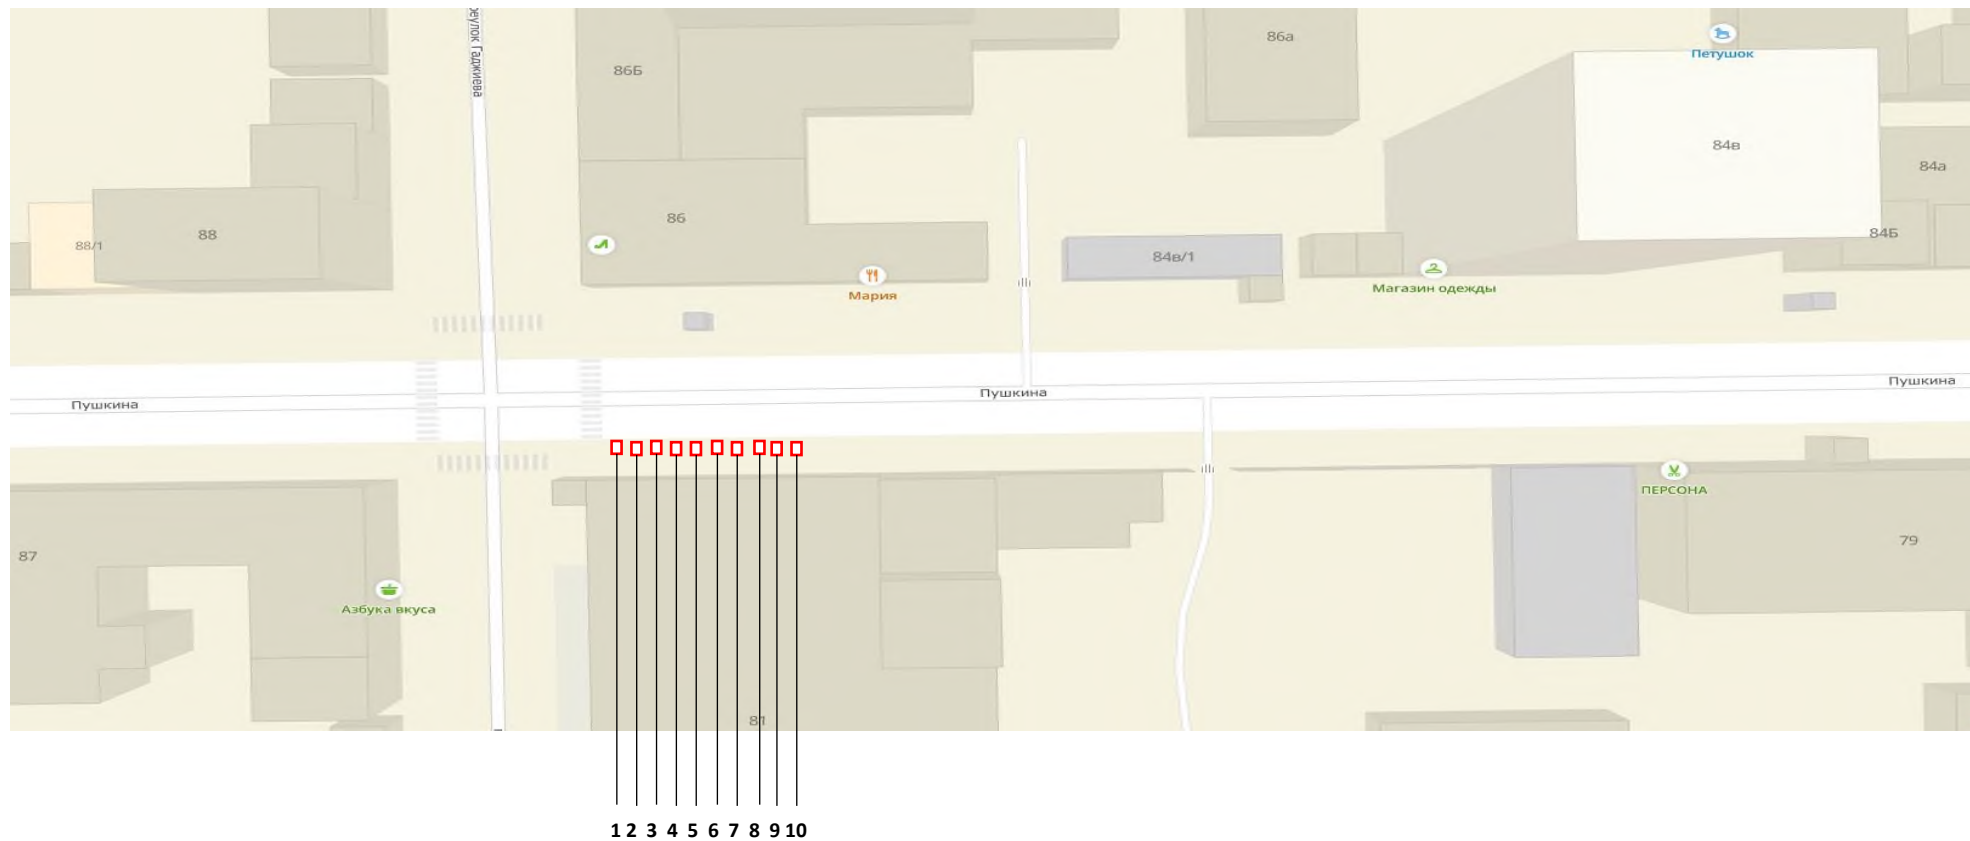 86Б
86а
Петушок
84в
84а
86
88
88/1
84Б
84в/1
Мария
Магазин одежды
Гаджиева
Пушкина
Пушкина
Пушкина
ПЕРСОНА
87
79
Азбука вкуса
81
1 2 3 4 5 6 7 8 9 10